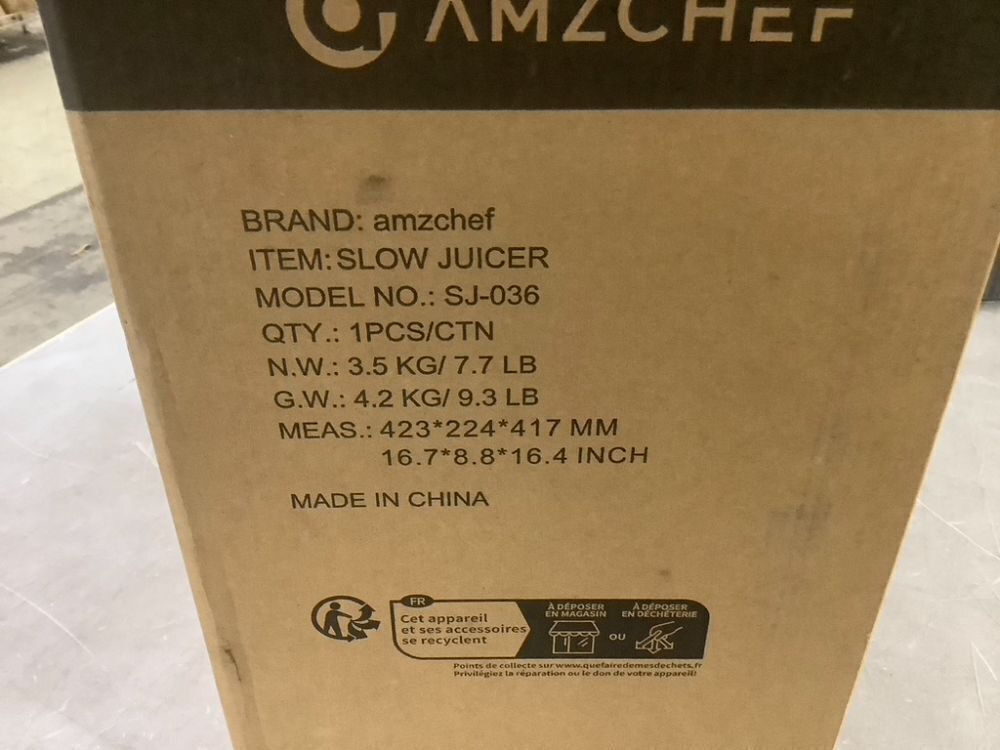 AMZCHEF
BRAND: amzchef
ITEM: SLOW JUICER
MODEL NO.: SJ-036
QTY.: 1PCS/CTN
N.W.: 3.5 KG/ 7.7 LB
G.W.: 4.2 KG/ 9.3 LB
MEAS.: 423*224*417 MM
16.7*8.8*16.4 INCH
MADE IN CHINA
FR
Cet appareil
et ses accessoires
se recyclent
À DÉPOSER
EN MAGASIN
OU
À DÉPOSER
EN DÉCHÈTERIE
Points de collecte sur www.quefairedemesdechets.fr
Privilégiez la réparation ou le don de votre appareil!